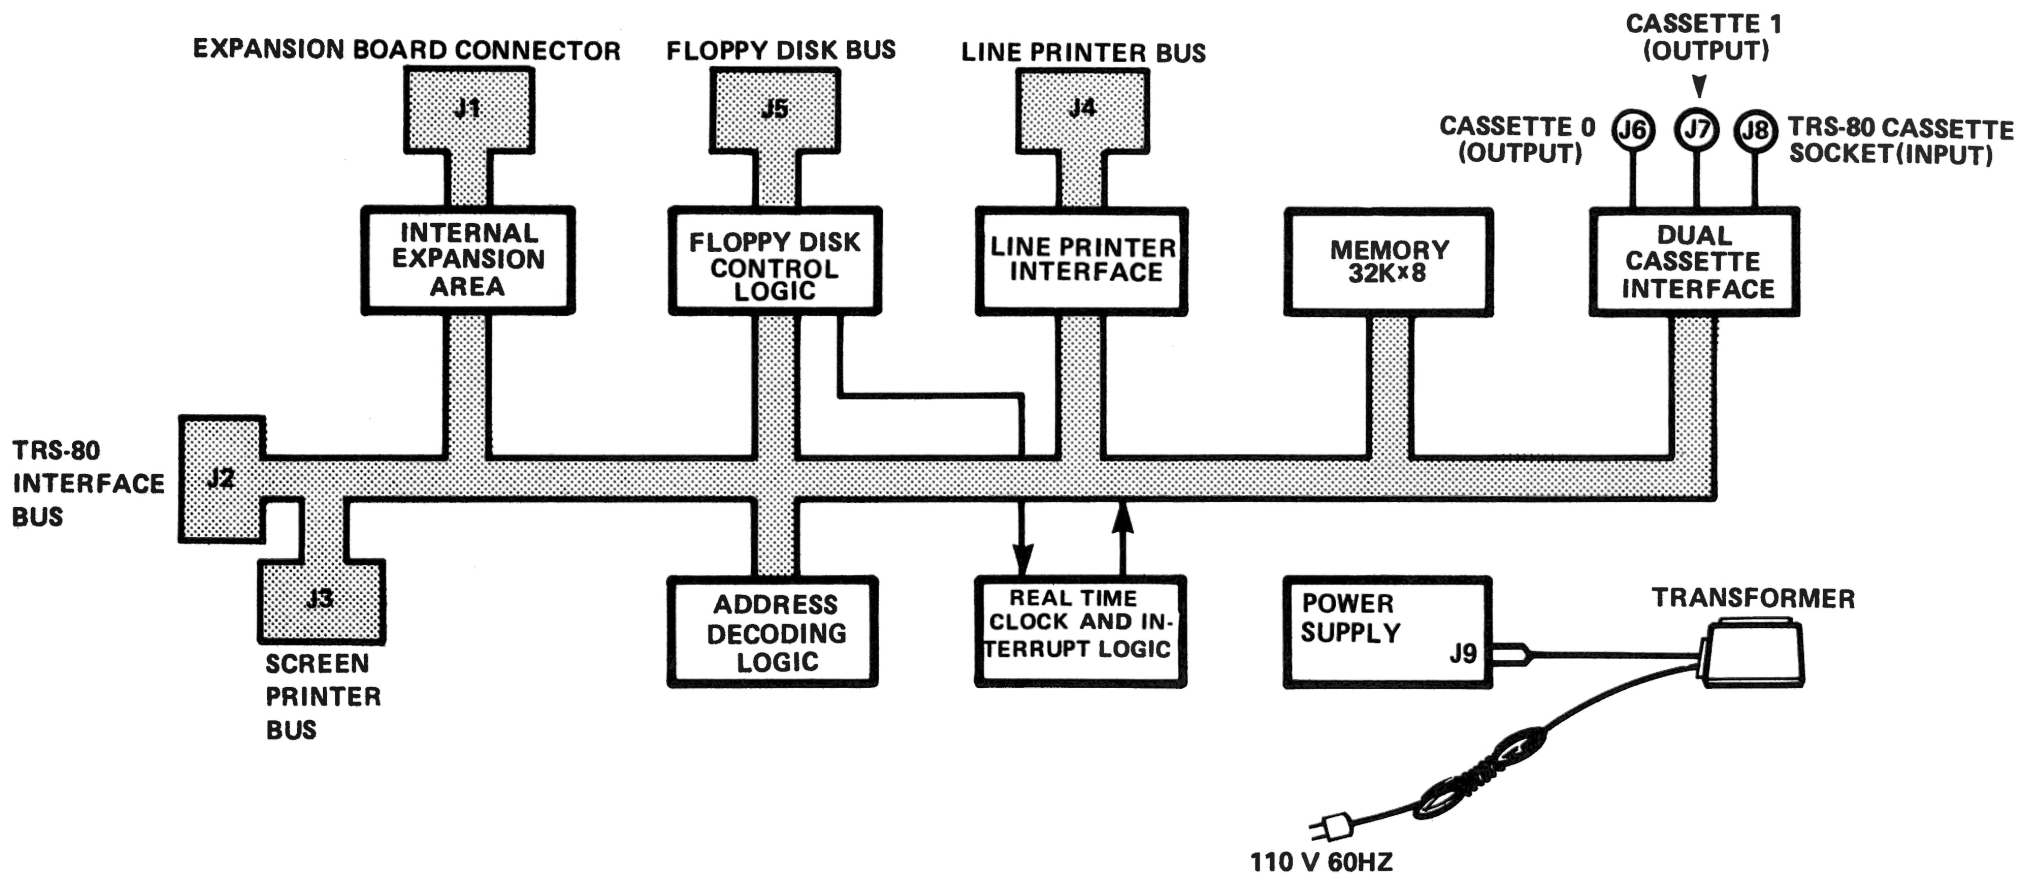 EXPANSION BOARD CONNECTOR
J1
INTERNAL
EXPANSION
AREA
FLOPPY DISK BUS
J5
FLOPPY DISK
CONTROL
LOGIC
LINE PRINTER BUS
J4
LINE PRINTER
INTERFACE
MEMORY
32K×8
CASSETTE 1
(OUTPUT)
CASSETTE 0
(OUTPUT)
J6
J7
J8
TRS-80 CASSETTE
SOCKET(INPUT)
DUAL
CASSETTE
INTERFACE
TRS-80
INTERFACE
BUS
J2
J3
SCREEN
PRINTER
BUS
ADDRESS
DECODING
LOGIC
REAL TIME
CLOCK AND IN-
TERRUPT LOGIC
POWER
SUPPLY
J9
TRANSFORMER
110 V 60HZ